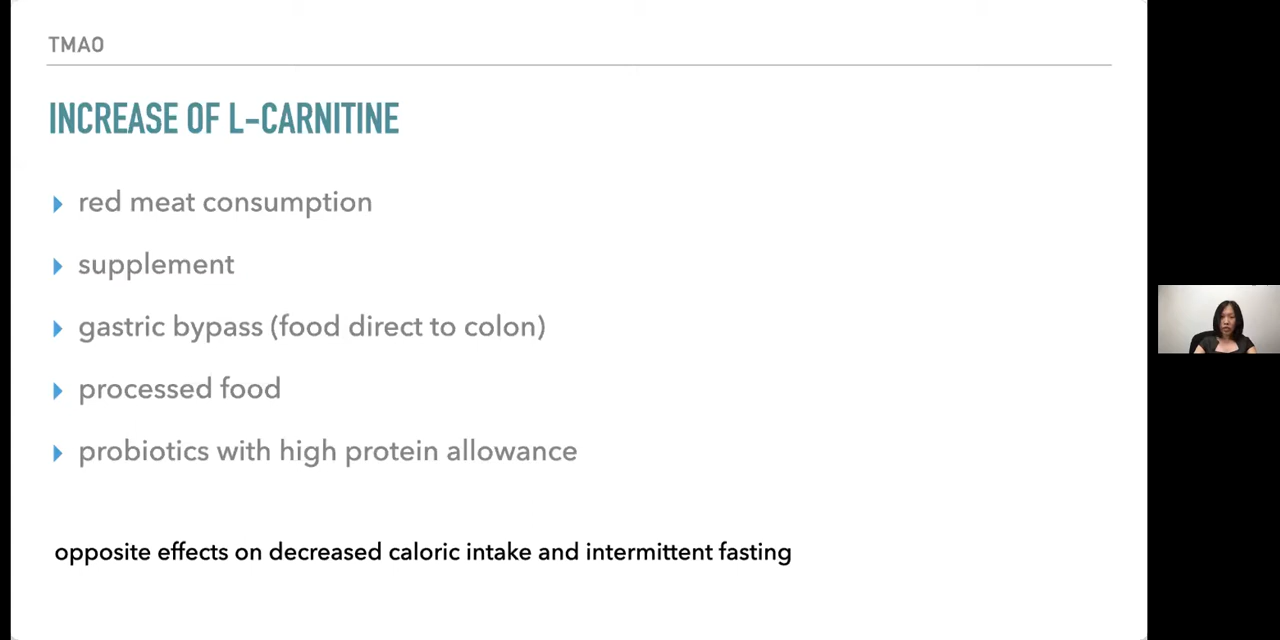 TMAO
INCREASE OF L-CARNITINE
red meat consumption
supplement
gastric bypass (food direct to colon)
processed food
probiotics with high protein allowance
opposite effects on decreased caloric intake and intermittent fasting